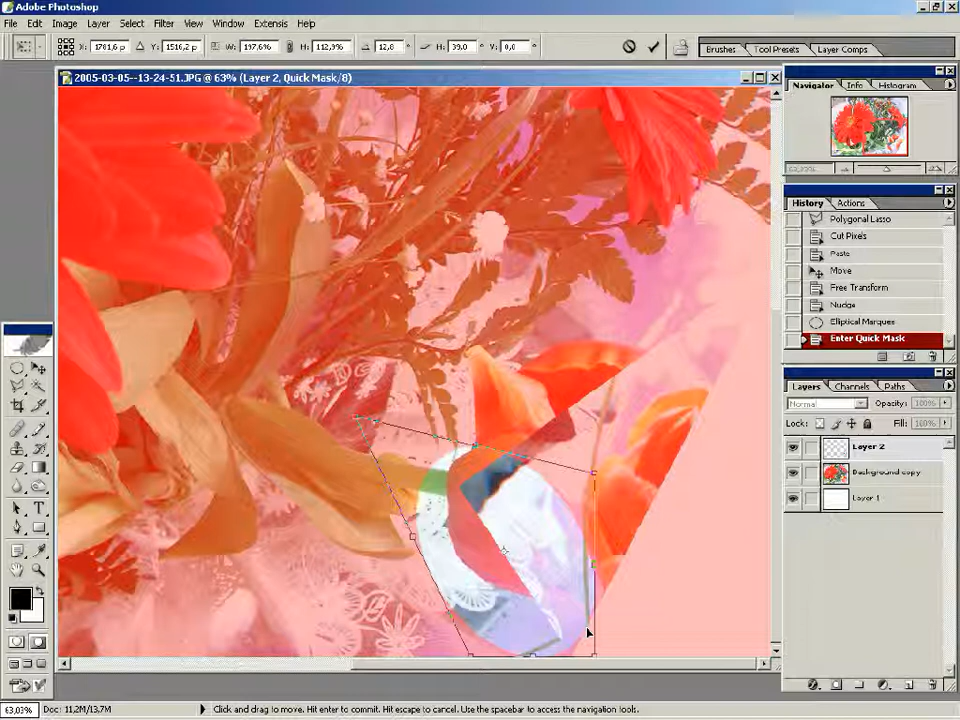 Adobe Photoshop
File Edit Image Layer Select Filter View Window Extensis Help
X: 1781,6 p Y: 1516,2 p W: 197,6% H: 112,9% 12,8 ° H: 39,0 ° V: 0,0 °
Brushes Tool Presets Layer Comps
2005-03-05--13-24-51.JPG @ 63% (Layer 2, Quick Mask/8)
Navigator Info Histogram
63,03%
History Actions
Polygonal Lasso
Cut Pixels
Paste
Move
Free Transform
Nudge
Elliptical Marquee
Enter Quick Mask
Layers Channels Paths
Normal Opacity: 100%
Lock: Fill: 100%
Layer 2
Background copy
Layer 1
63,03% Doc: 11,2M/13,7M Click and drag to move. Hit enter to commit. Hit escape to cancel. Use the spacebar to access the navigation tools.